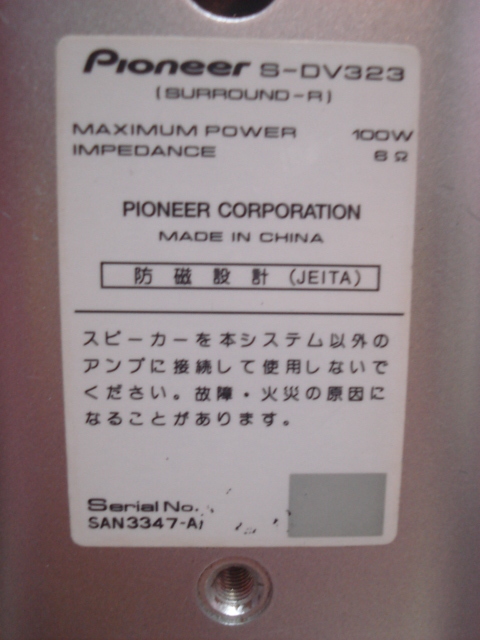 Pioneer S-DV323
(SURROUND-R)
MAXIMUM POWER 100W
IMPEDANCE 6 Ω
PIONEER CORPORATION
MADE IN CHINA
防磁設計 (JEITA)
スピーカーを本システム以外の
アンプに接続して使用しないで
ください。故障・火災の原因に
なることがあります。
Serial No.
SAN3347-A